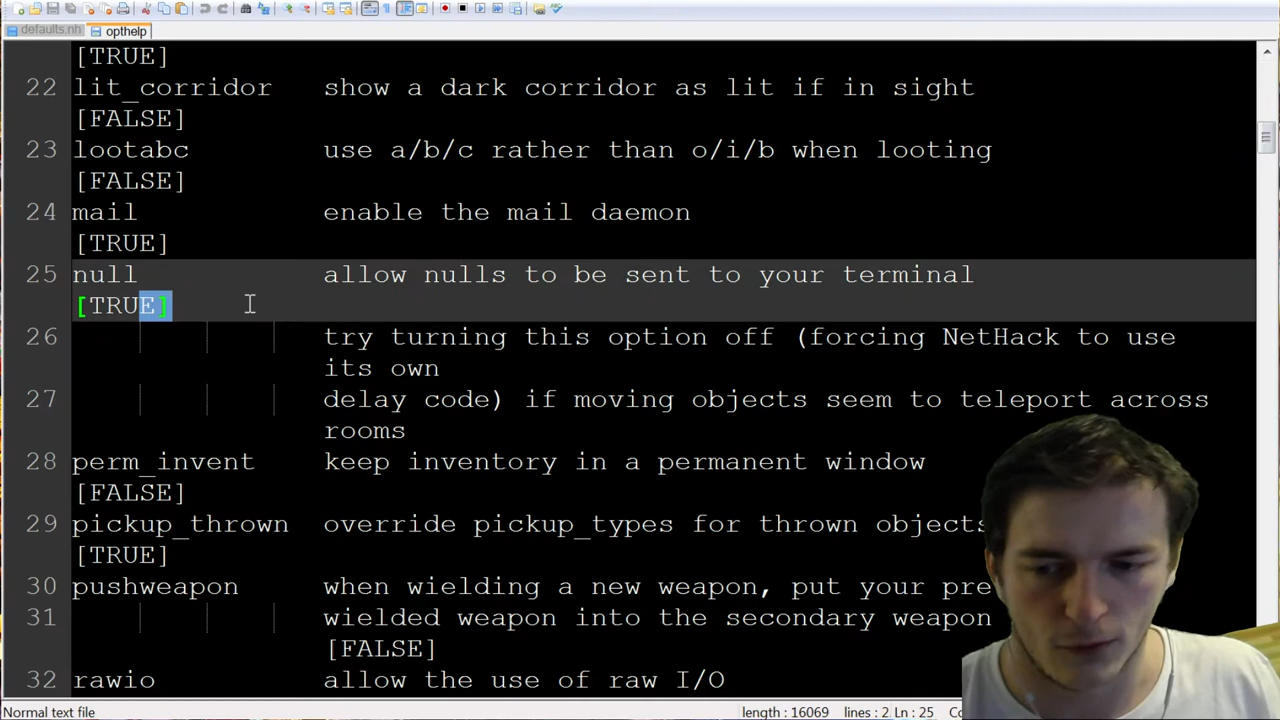 defaults.nh opthelp
[TRUE]
22 lit_corridor show a dark corridor as lit if in sight
[FALSE]
23 lootabc use a/b/c rather than o/i/b when looting
[FALSE]
24 mail enable the mail daemon
[TRUE]
25 null allow nulls to be sent to your terminal
[TRUE]
26 try turning this option off (forcing NetHack to use
its own
27 delay code) if moving objects seem to teleport across
rooms
28 perm_invent keep inventory in a permanent window
[FALSE]
29 pickup_thrown override pickup_types for thrown objects
[TRUE]
30 pushweapon when wielding a new weapon, put your pre
31 wielded weapon into the secondary weapon
[FALSE]
32 rawio allow the use of raw I/O
Normal text file length : 16069 lines : 2 Ln : 25